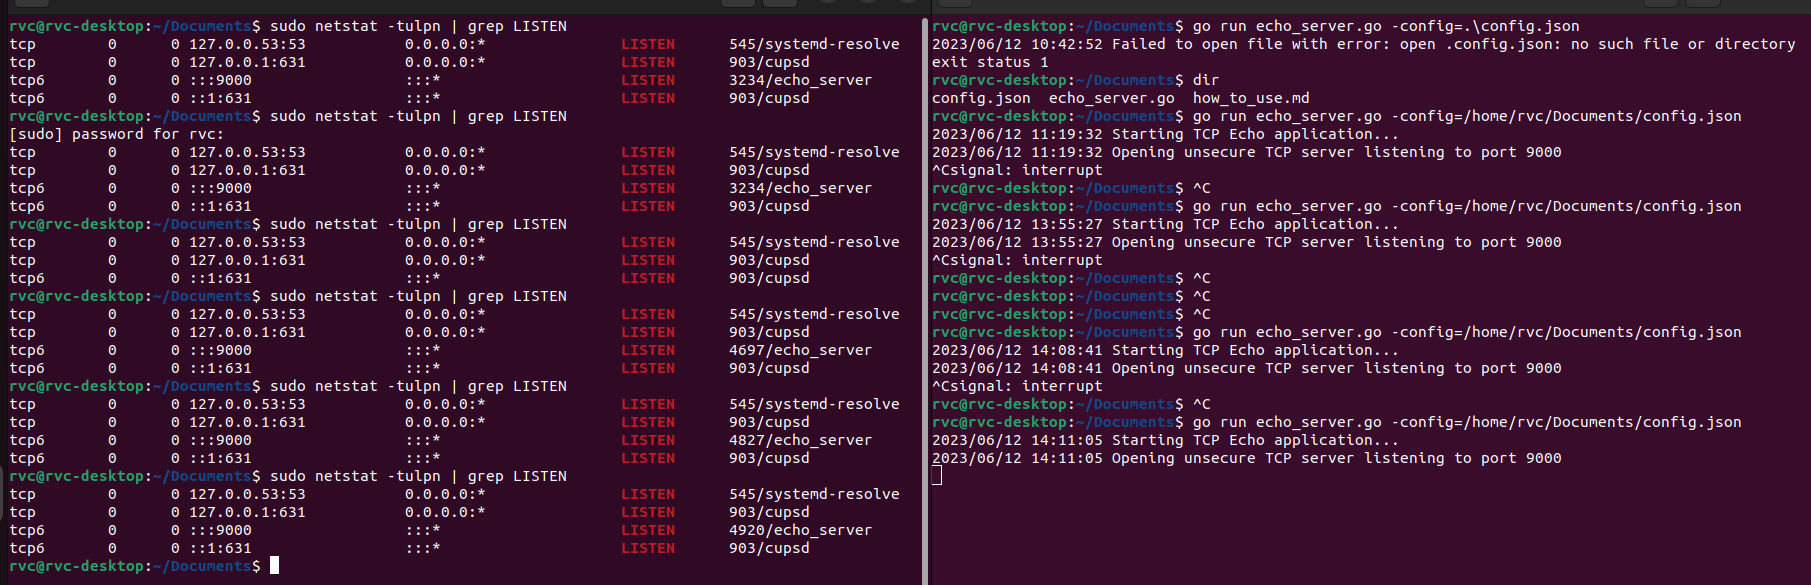 rvc@rvc-desktop:~/Documents$ sudo netstat -tulpn | grep LISTEN
tcp        0      0 127.0.0.53:53           0.0.0.0:*               LISTEN      545/systemd-resolve
tcp        0      0 127.0.0.1:631           0.0.0.0:*               LISTEN      903/cupsd
tcp6       0      0 :::9000                 :::*                    LISTEN      3234/echo_server
tcp6       0      0 ::1:631                 :::*                    LISTEN      903/cupsd
rvc@rvc-desktop:~/Documents$ sudo netstat -tulpn | grep LISTEN
[sudo] password for rvc:
tcp        0      0 127.0.0.53:53           0.0.0.0:*               LISTEN      545/systemd-resolve
tcp        0      0 127.0.0.1:631           0.0.0.0:*               LISTEN      903/cupsd
tcp6       0      0 :::9000                 :::*                    LISTEN      3234/echo_server
tcp6       0      0 ::1:631                 :::*                    LISTEN      903/cupsd
rvc@rvc-desktop:~/Documents$ sudo netstat -tulpn | grep LISTEN
tcp        0      0 127.0.0.53:53           0.0.0.0:*               LISTEN      545/systemd-resolve
tcp        0      0 127.0.0.1:631           0.0.0.0:*               LISTEN      903/cupsd
tcp6       0      0 ::1:631                 :::*                    LISTEN      903/cupsd
rvc@rvc-desktop:~/Documents$ sudo netstat -tulpn | grep LISTEN
tcp        0      0 127.0.0.53:53           0.0.0.0:*               LISTEN      545/systemd-resolve
tcp        0      0 127.0.0.1:631           0.0.0.0:*               LISTEN      903/cupsd
tcp6       0      0 :::9000                 :::*                    LISTEN      4697/echo_server
tcp6       0      0 ::1:631                 :::*                    LISTEN      903/cupsd
rvc@rvc-desktop:~/Documents$ sudo netstat -tulpn | grep LISTEN
tcp        0      0 127.0.0.53:53           0.0.0.0:*               LISTEN      545/systemd-resolve
tcp        0      0 127.0.0.1:631           0.0.0.0:*               LISTEN      903/cupsd
tcp6       0      0 :::9000                 :::*                    LISTEN      4827/echo_server
tcp6       0      0 ::1:631                 :::*                    LISTEN      903/cupsd
rvc@rvc-desktop:~/Documents$ sudo netstat -tulpn | grep LISTEN
tcp        0      0 127.0.0.53:53           0.0.0.0:*               LISTEN      545/systemd-resolve
tcp        0      0 127.0.0.1:631           0.0.0.0:*               LISTEN      903/cupsd
tcp6       0      0 :::9000                 :::*                    LISTEN      4920/echo_server
tcp6       0      0 ::1:631                 :::*                    LISTEN      903/cupsd
rvc@rvc-desktop:~/Documents$
rvc@rvc-desktop:~/Documents$ go run echo_server.go -config=.\config.json
2023/06/12 10:42:52 Failed to open file with error: open .config.json: no such file or directory
exit status 1
rvc@rvc-desktop:~/Documents$ dir
config.json  echo_server.go  how_to_use.md
rvc@rvc-desktop:~/Documents$ go run echo_server.go -config=/home/rvc/Documents/config.json
2023/06/12 11:19:32 Starting TCP Echo application...
2023/06/12 11:19:32 Opening unsecure TCP server listening to port 9000
^Csignal: interrupt
rvc@rvc-desktop:~/Documents$ ^C
rvc@rvc-desktop:~/Documents$ go run echo_server.go -config=/home/rvc/Documents/config.json
2023/06/12 13:55:27 Starting TCP Echo application...
2023/06/12 13:55:27 Opening unsecure TCP server listening to port 9000
^Csignal: interrupt
rvc@rvc-desktop:~/Documents$ ^C
rvc@rvc-desktop:~/Documents$ ^C
rvc@rvc-desktop:~/Documents$ ^C
rvc@rvc-desktop:~/Documents$ go run echo_server.go -config=/home/rvc/Documents/config.json
2023/06/12 14:08:41 Starting TCP Echo application...
2023/06/12 14:08:41 Opening unsecure TCP server listening to port 9000
^Csignal: interrupt
rvc@rvc-desktop:~/Documents$ ^C
rvc@rvc-desktop:~/Documents$ go run echo_server.go -config=/home/rvc/Documents/config.json
2023/06/12 14:11:05 Starting TCP Echo application...
2023/06/12 14:11:05 Opening unsecure TCP server listening to port 9000